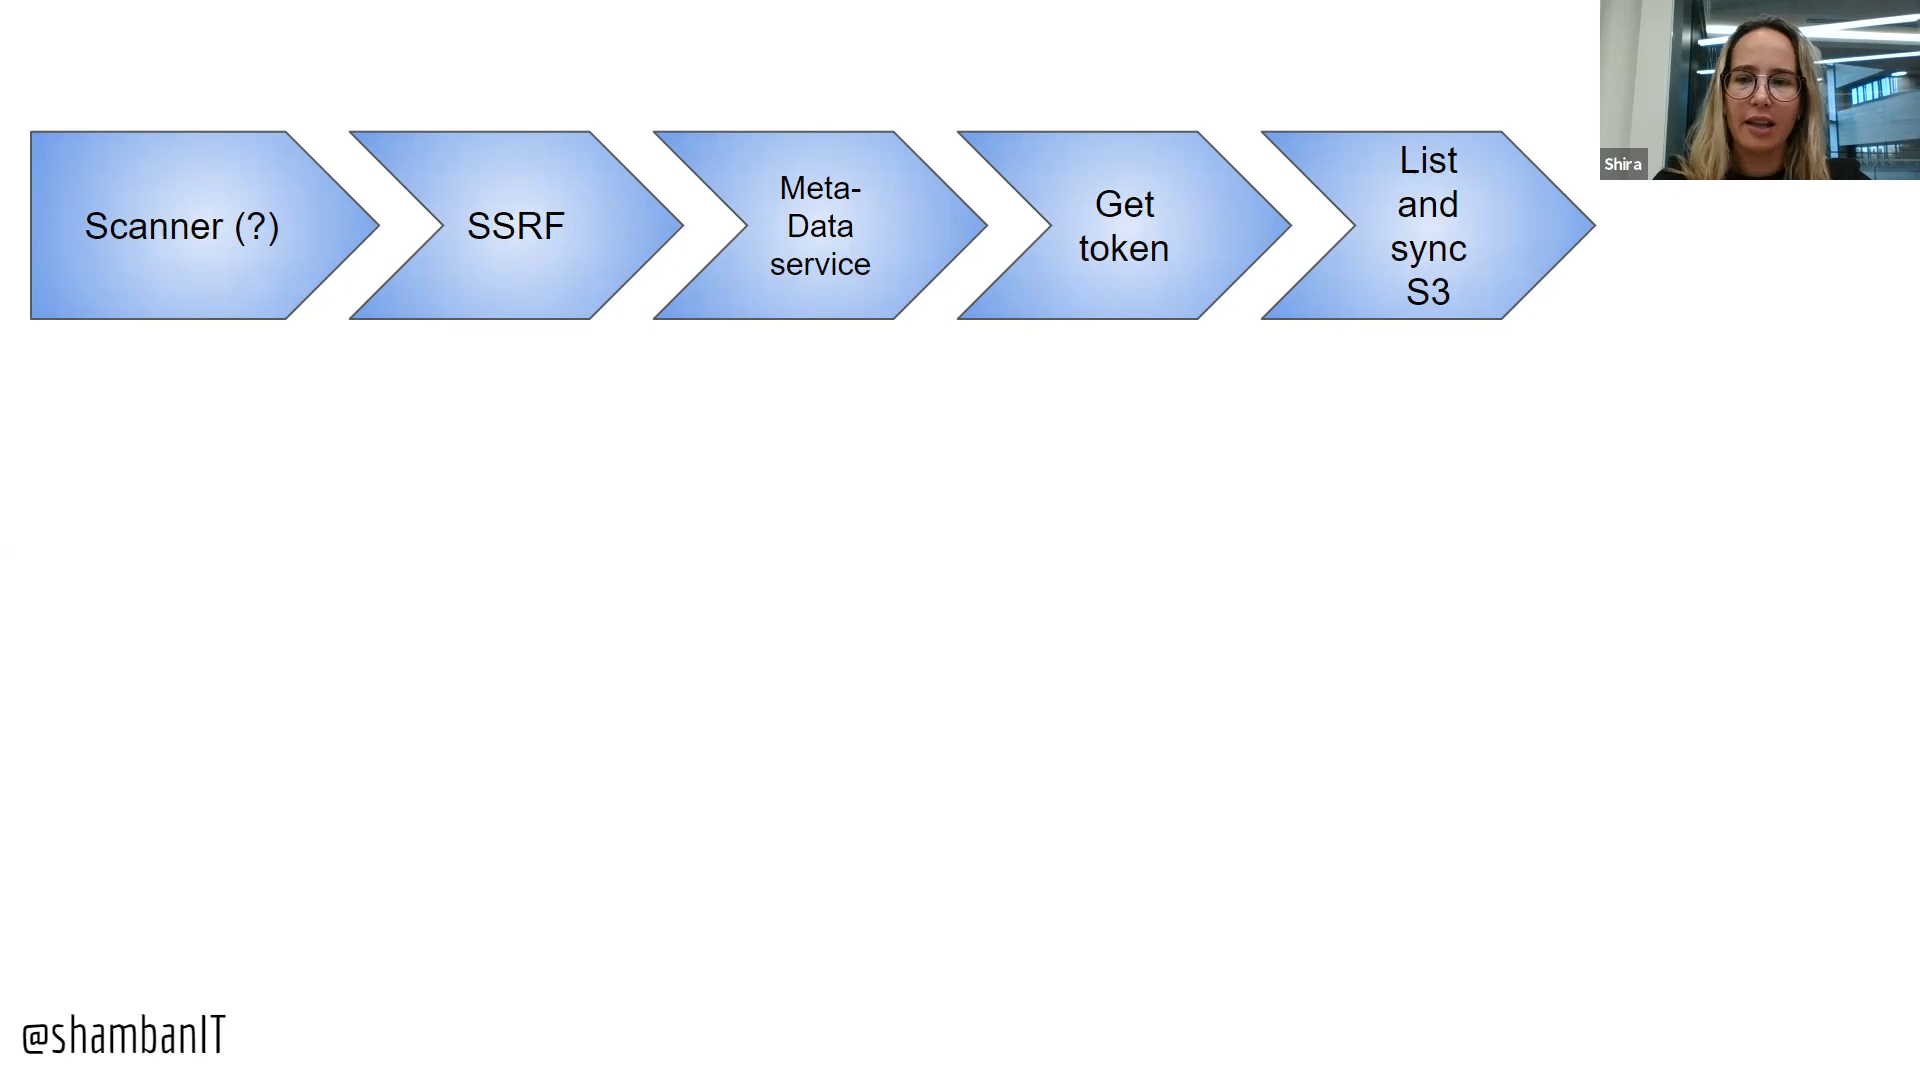 Shira
Scanner (?)
SSRF
Meta-
Data
service
Get
token
List
and
sync
S3
@shambanIT